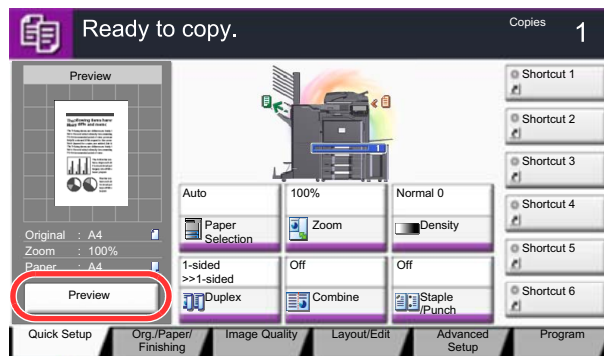 Ready to copy.
Copies 1
Preview
Original : A4
Zoom : 100%
Paper : A4
Preview
1
Auto
Paper
Selection
100%
Zoom
Normal 0
Density
1-sided
>>1-sided
Duplex
Off
Combine
Off
Staple
/Punch
Shortcut 1
Shortcut 2
Shortcut 3
Shortcut 4
Shortcut 5
Shortcut 6
Quick Setup
Org./Paper/
Finishing
Image Quality
Layout/Edit
Advanced
Setup
Program